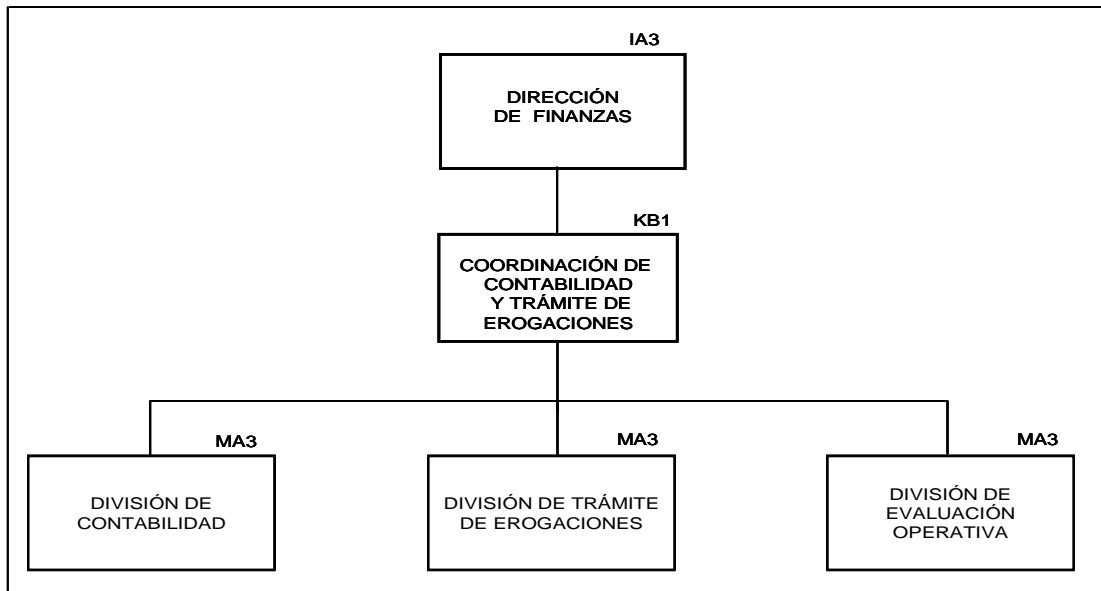 IA3
DIRECCIÓN
DE FINANZAS
KB1
COORDINACIÓN DE
CONTABILIDAD
Y TRÁMITE DE
EROGACIONES
MA3
DIVISIÓN DE
CONTABILIDAD
MA3
DIVISIÓN DE TRÁMITE
DE EROGACIONES
MA3
DIVISIÓN DE
EVALUACIÓN
OPERATIVA